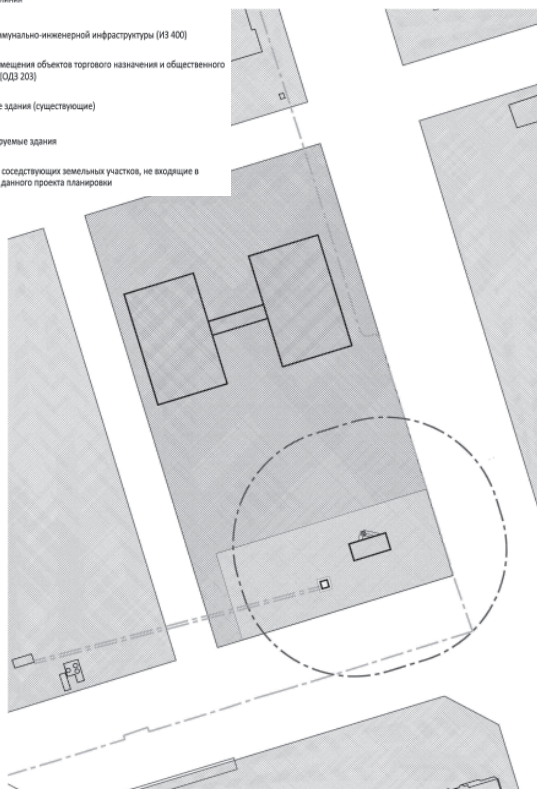 мунально-инженерной инфраструктуры (ИЗ 400)
мещения объектов торгового назначения и общественного
(ОДЗ 203)
е здания (существующие)
руемые здания
соседствующих земельных участков, не входящие в
данного проекта планировки